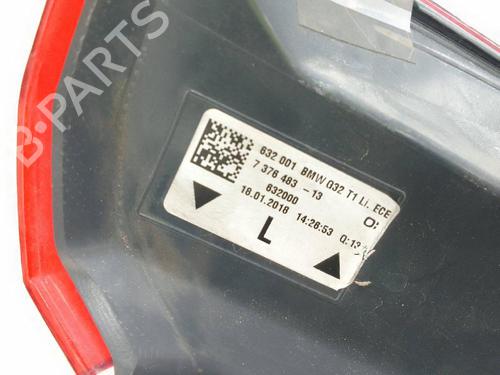 632 001 BMW G32 T1 Li. ECE
7 376 483 -13
632000
18.01.2018 14:26:53 Q:13
L
B-PARTS